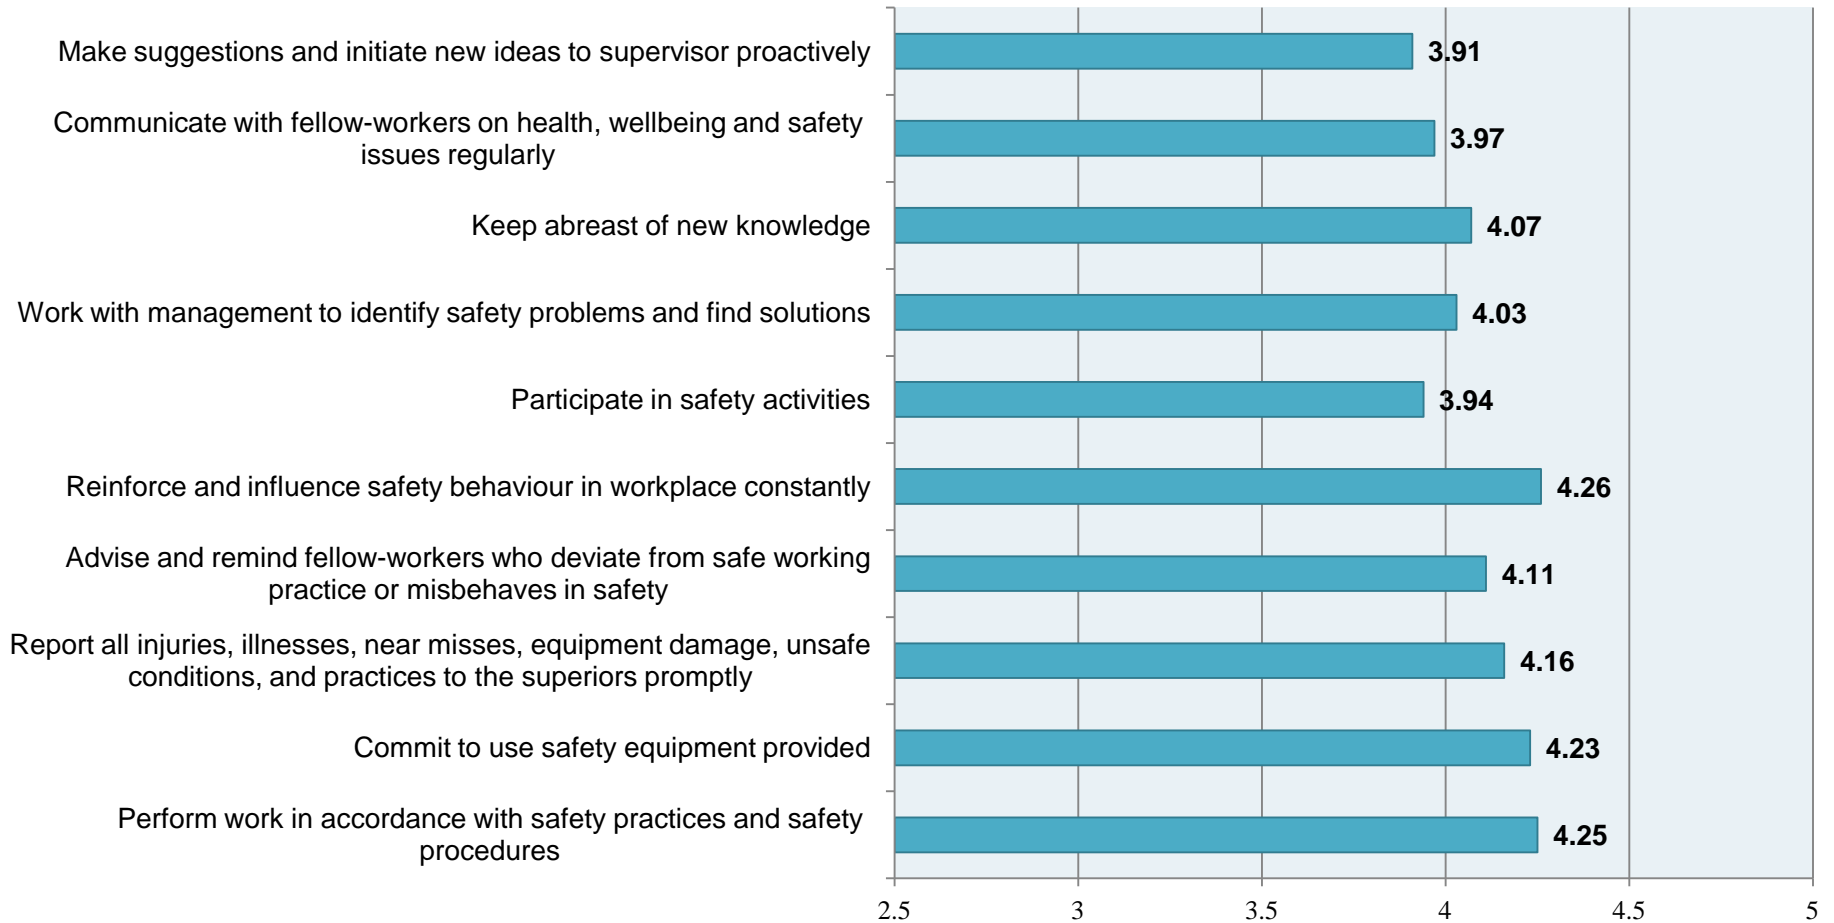 Make suggestions and initiate new ideas to supervisor proactively
3.91
Communicate with fellow-workers on health, wellbeing and safety
issues regularly
3.97
Keep abreast of new knowledge
4.07
Work with management to identify safety problems and find solutions
4.03
Participate in safety activities
3.94
Reinforce and influence safety behaviour in workplace constantly
4.26
Advise and remind fellow-workers who deviate from safe working
practice or misbehaves in safety
4.11
Report all injuries, illnesses, near misses, equipment damage, unsafe
conditions, and practices to the superiors promptly
4.16
Commit to use safety equipment provided
4.23
Perform work in accordance with safety practices and safety
procedures
4.25
2.5 3 3.5 4 4.5 5